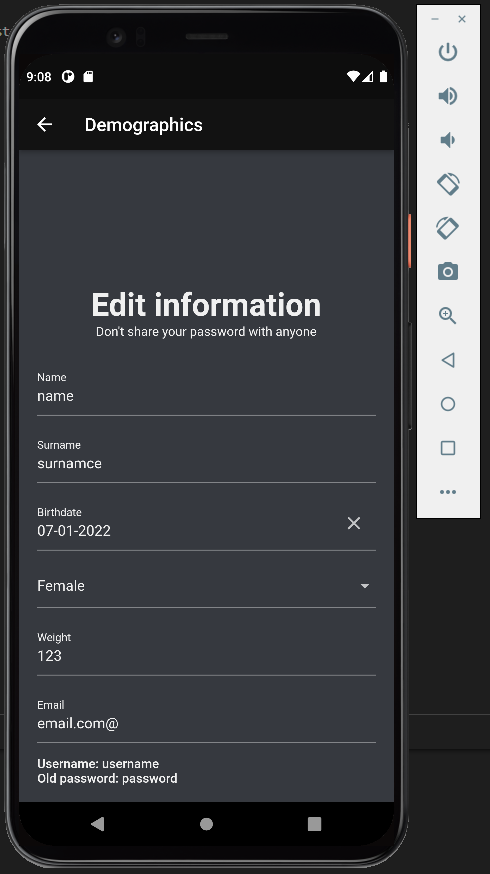 st
9:08
Demographics
Edit information
Don't share your password with anyone
Name
name
Surname
surnamce
Birthdate
07-01-2022
Female
Weight
123
Email
email.com@
Username: username
Old password: password